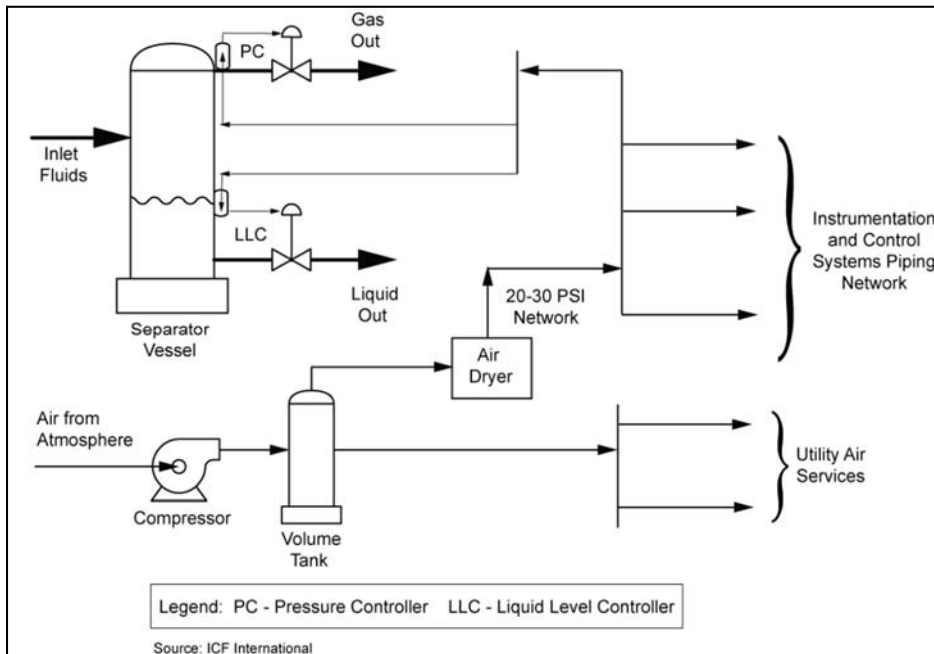 Gas
Out
PC
Inlet
Fluids
LLC
Liquid
Out
Separator
Vessel
20-30 PSI
Network
Instrumentation
and Control
Systems Piping
Network
Air
Dryer
Air from
Atmosphere
Compressor
Volume
Tank
Utility Air
Services
Legend: PC - Pressure Controller LLC - Liquid Level Controller
Source: ICF International